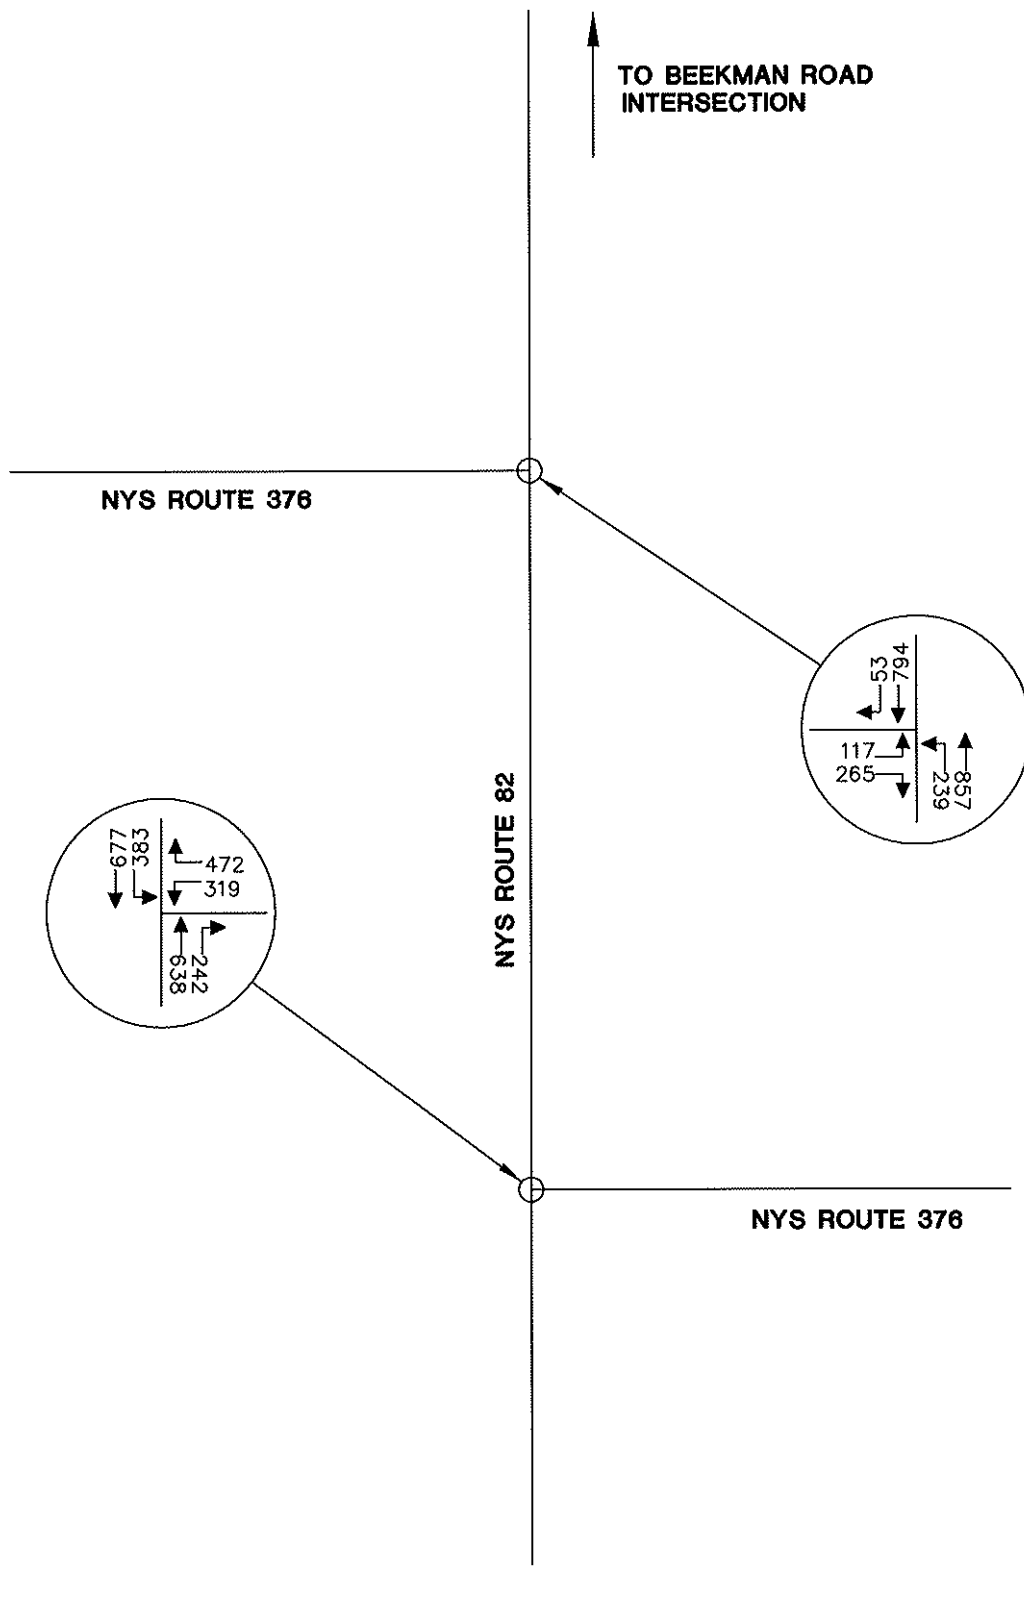 TO BEEKMAN ROAD
INTERSECTION
NYS ROUTE 376
53
794
117
265
239
857
NYS ROUTE 82
677
383
472
319
638
242
NYS ROUTE 376